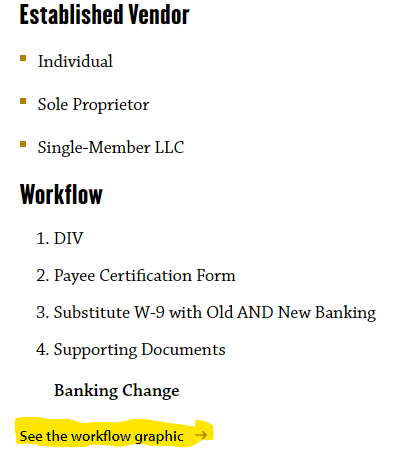 Established Vendor
Individual
Sole Proprietor
Single-Member LLC
Workflow
1. DIV
2. Payee Certification Form
3. Substitute W-9 with Old AND New Banking
4. Supporting Documents
Banking Change
See the workflow graphic →